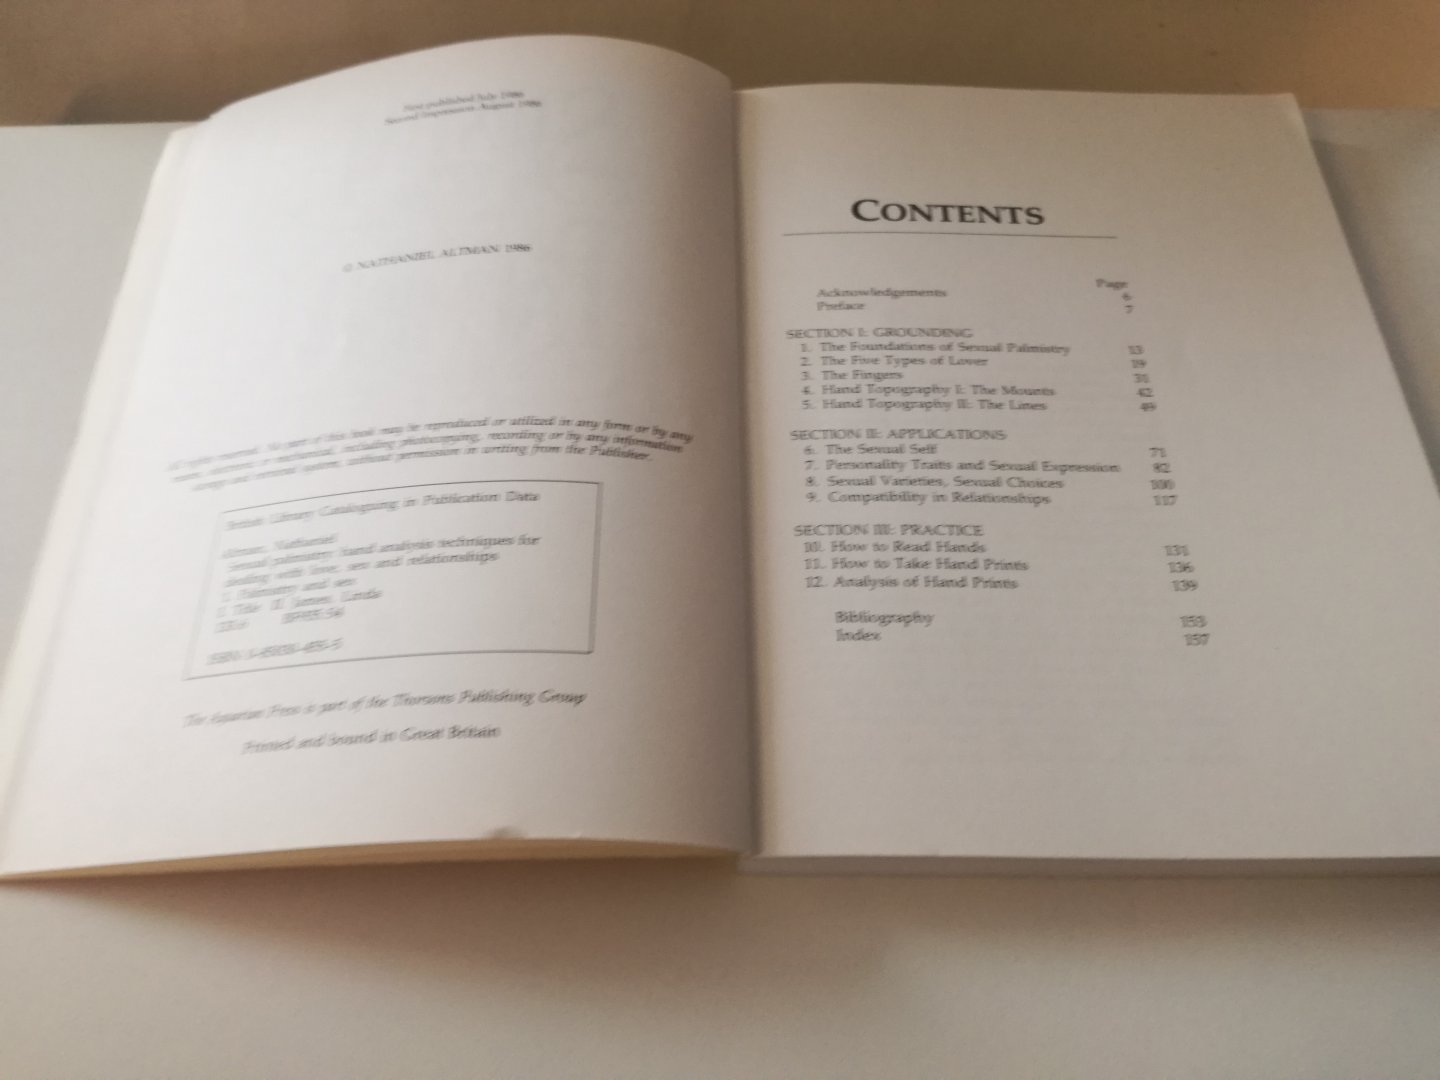 First published July 1986
Second Impression August 1986
© NATHANIEL ALTMAN 1986
All rights reserved. No part of this book may be reproduced or utilized in any form or by any
means, electronic or mechanical, including photocopying, recording or by any information
storage and retrieval system, without permission in writing from the Publisher.
British Library Cataloguing in Publication Data
Altman, Nathaniel
Sexual palmistry: hand analysis techniques for
dealing with love, sex and relationships
1. Palmistry and sex
I. Title II. James, Linda
The Aquarian Press is part of the Thorsons Publishing Group
Printed and bound in Great Britain
CONTENTS
Page
Acknowledgements 6
Preface 7
SECTION I: GROUNDING
1. The Foundations of Sexual Palmistry 13
2. The Five Types of Lover 19
3. The Fingers 31
4. Hand Topography I: The Mounts 42
5. Hand Topography II: The Lines 49
SECTION II: APPLICATIONS
6. The Sexual Self 71
7. Personality Traits and Sexual Expression 82
8. Sexual Varieties, Sexual Choices 100
9. Compatibility in Relationships 117
SECTION III: PRACTICE
10. How to Read Hands 131
11. How to Take Hand Prints 136
12. Analysis of Hand Prints 139
Bibliography 153
Index 157